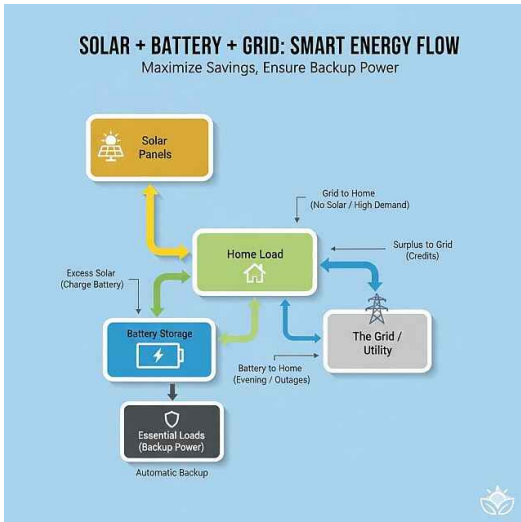 SOLAR + BATTERY + GRID: SMART ENERGY FLOW
Maximize Savings, Ensure Backup Power
Solar
Panels
Grid to Home
(No Solar / High Demand)
Home Load
Surplus to Grid
(Credits)
Excess Solar
(Charge Battery)
Battery Storage
The Grid /
Utility
Battery to Home
(Evening / Outages)
Essential Loads
(Backup Power)
Automatic Backup